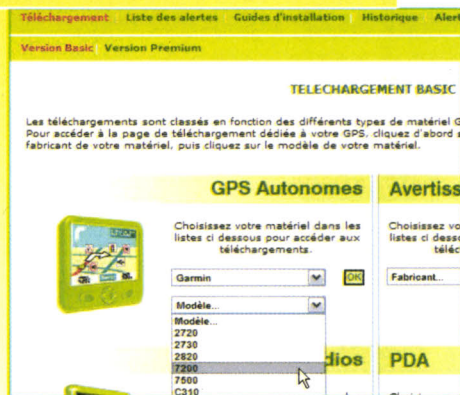 Téléchargement Liste des alertes Guides d'installation Historique
Version Basic Version Premium
TELECHARGEMENT BASIC
Les téléchargements sont classés en fonction des différents types de matériel
Pour accéder à la page de téléchargement dédiée à votre GPS, cliquez d'abord
fabricant de votre matériel, puis cliquez sur le modèle de votre matériel.
GPS Autonomes
Choisissez votre matériel dans les
listes ci dessous pour accéder aux
téléchargements.
Garmin OK
Modèle...
Modèle...
2720
2730
2820
7200
7500
C310
Avertiss
Choisissez vo
listes ci desso
téléc
Fabricant...
dios
PDA